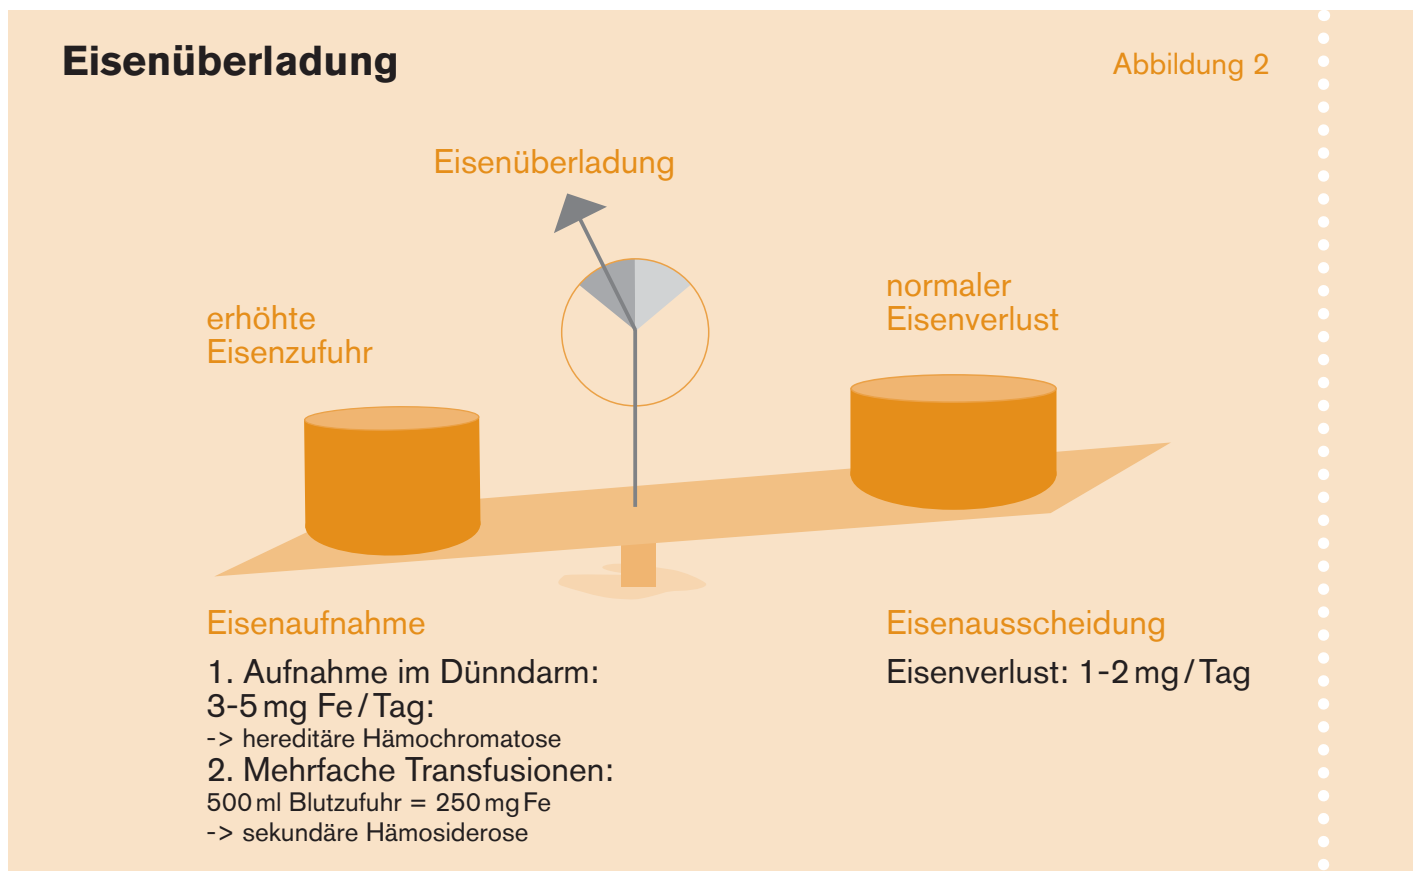 Eisenüberladung
Abbildung 2
Eisenüberladung
erhöhte
Eisenzufuhr
normaler
Eisenverlust
Eisenaufnahme
1. Aufnahme im Dünndarm:
3-5 mg Fe/Tag:
-> hereditäre Hämochromatose
2. Mehrfache Transfusionen:
500 ml Blutzufuhr = 250 mg Fe
-> sekundäre Hämosiderose
Eisenausscheidung
Eisenverlust: 1-2 mg/Tag